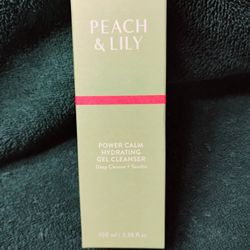 PEACH
& LILY
POWER CALM
HYDRATING
GEL CLEANSER
Deep Cleanse + Soothe
100 ml / 3.38 fl oz